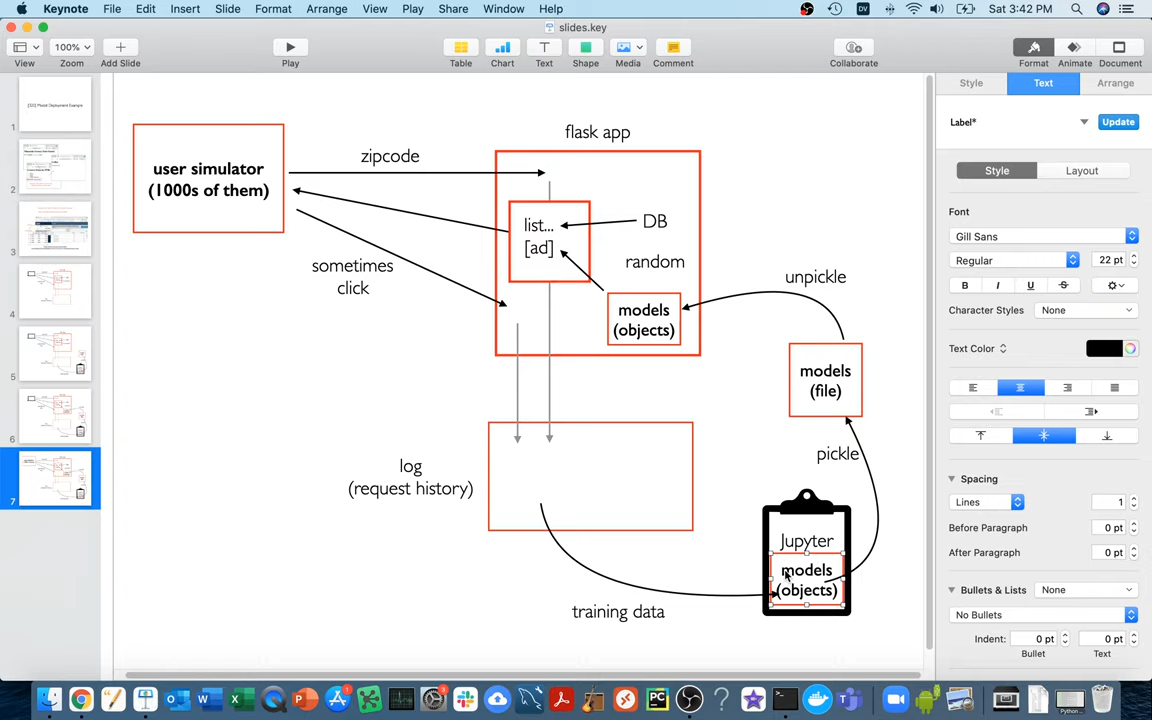 Keynote File Edit Insert Slide Format Arrange View Play Share Window Help
DV Sat 3:42 PM
slides.key
100%
View Zoom Add Slide Play Table Chart Text Shape Media Comment Collaborate Format Animate Document
1
2
3
4
5
6
7
user simulator
(1000s of them)
zipcode
flask app
list...
[ad]
DB
random
models
(objects)
sometimes
click
unpickle
models
(file)
pickle
log
(request history)
Jupyter
models
(objects)
training data
Style Text Arrange
Label* Update
Style Layout
Font
Gill Sans
Regular 22 pt
B I U S
Character Styles None
Text Color
Spacing
Lines 1
Before Paragraph 0 pt
After Paragraph 0 pt
Bullets & Lists None
No Bullets
Indent: 0 pt 0 pt
Bullet Text